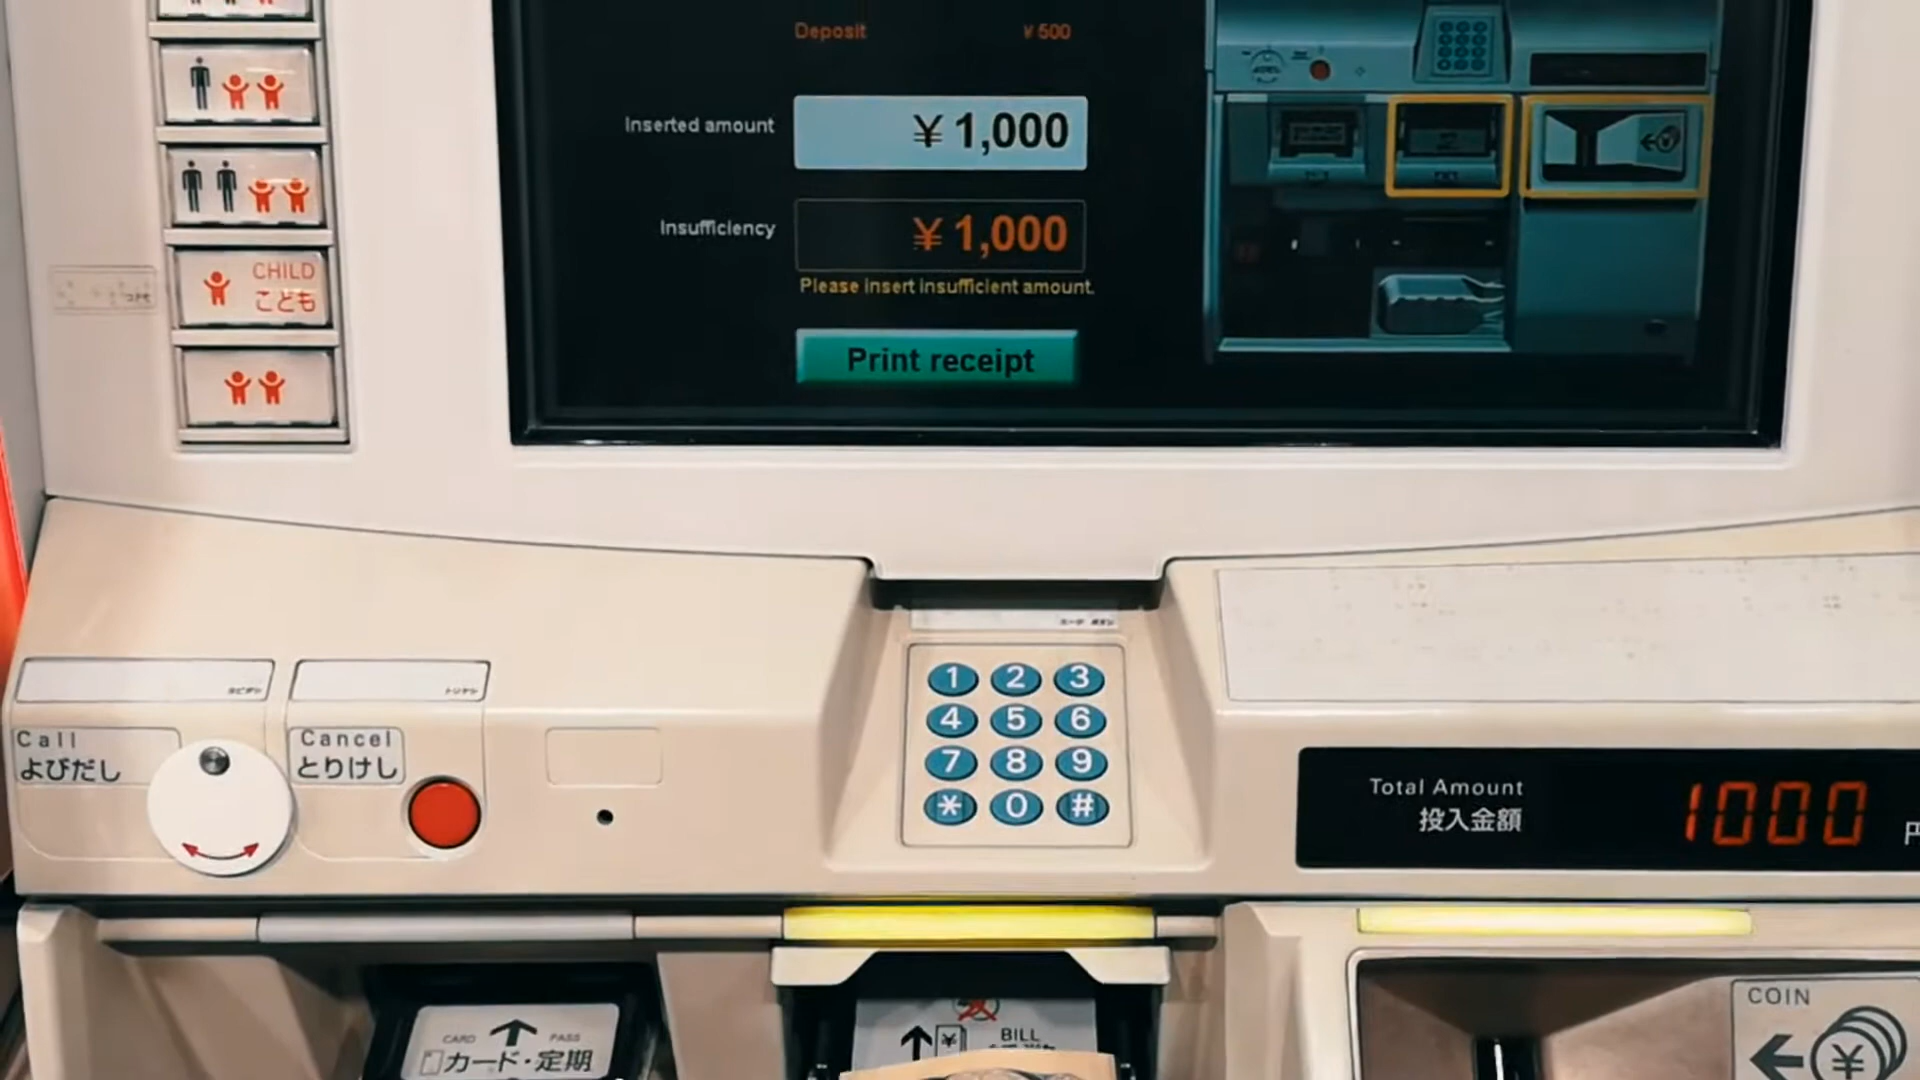 Deposit ¥ 500
Inserted amount ¥ 1,000
Insufficiency ¥ 1,000
Please insert insufficient amount.
Print receipt
CHILD
こども
1 2 3
4 5 6
7 8 9
* 0 #
Call
よびだし
Cancel
とりけし
Total Amount
投入金額
1000 円
CARD PASS
カード・定期
¥ BILL
COIN
¥